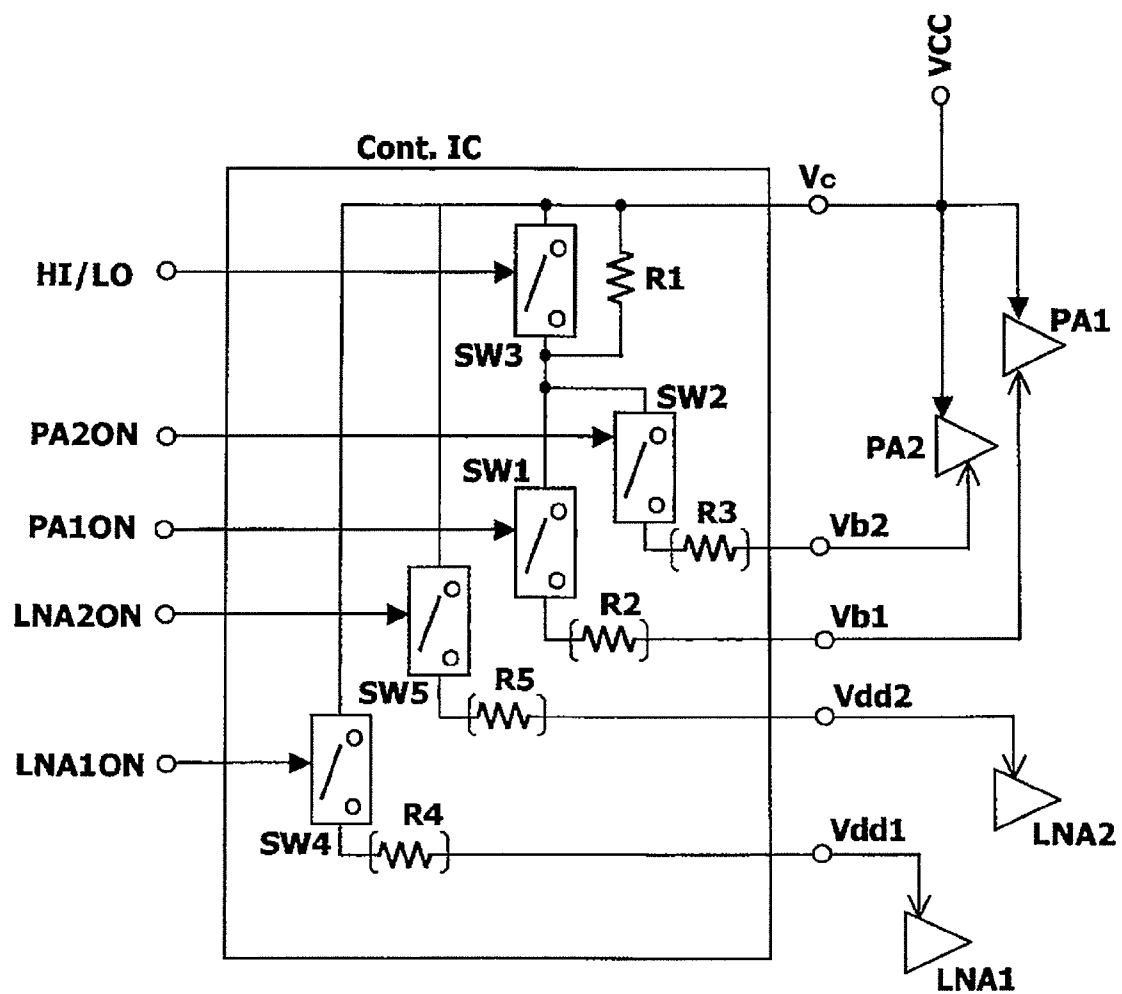 VCC
Cont. IC
Vc
HI/LO
R1
PA1
SW3
SW2
PA2ON
PA2
SW1
R3
Vb2
PA1ON
R2
Vb1
LNA2ON
SW5
R5
Vdd2
LNA1ON
R4
Vdd1
LNA2
SW4
LNA1